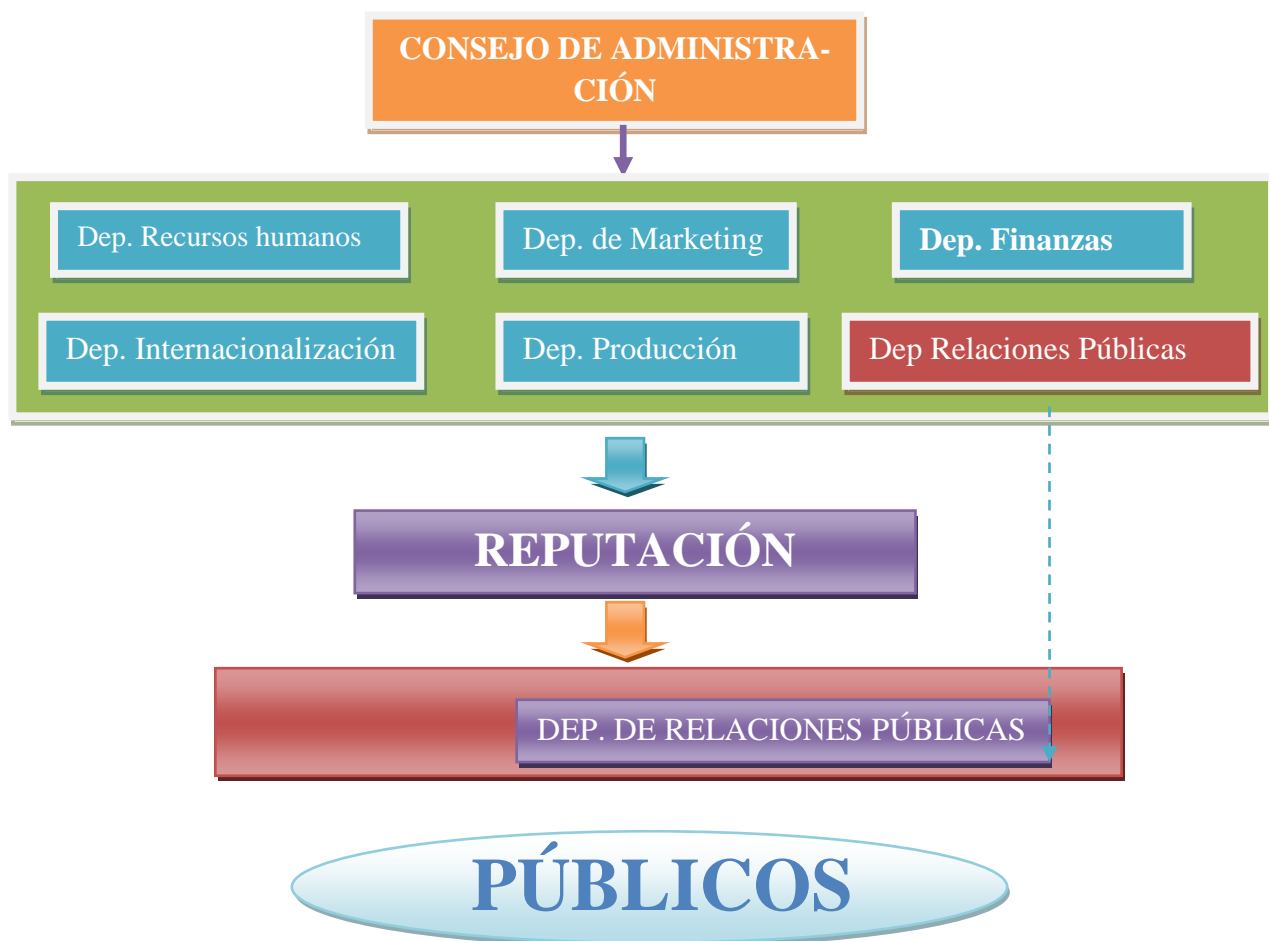 CONSEJO DE ADMINISTRA-
CIÓN
Dep. Recursos humanos
Dep. de Marketing
Dep. Finanzas
Dep. Internacionalización
Dep. Producción
Dep Relaciones Públicas
REPUTACIÓN
DEP. DE RELACIONES PÚBLICAS
PÚBLICOS